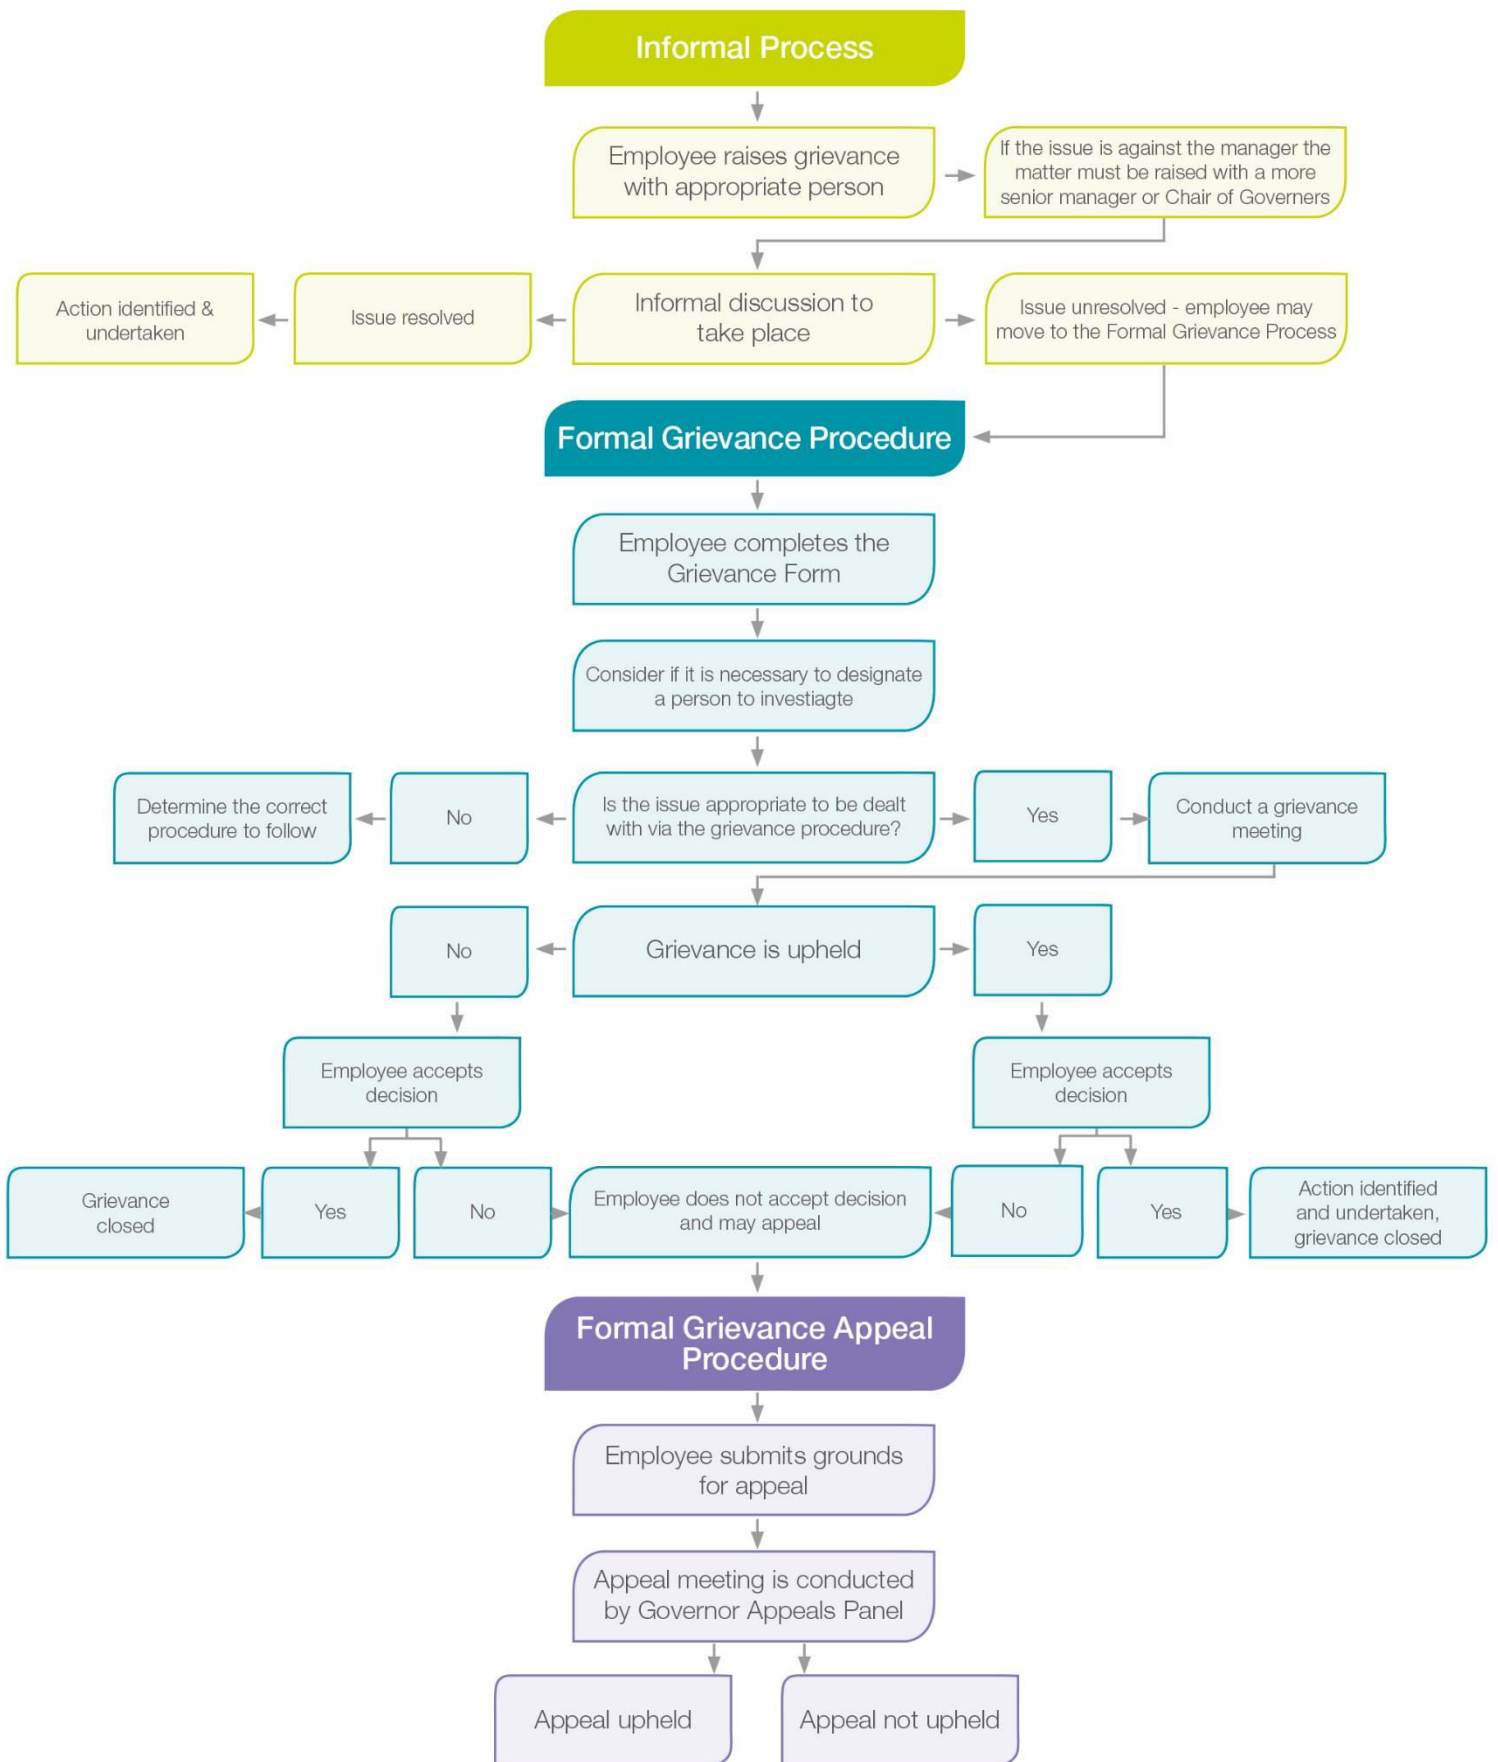 Informal Process
Employee raises grievance
with appropriate person
If the issue is against the manager the
matter must be raised with a more
senior manager or Chair of Governers
Action identified &
undertaken
Issue resolved
Informal discussion to
take place
Issue unresolved - employee may
move to the Formal Grievance Process
Formal Grievance Procedure
Employee completes the
Grievance Form
Consider if it is necessary to designate
a person to investiagte
Determine the correct
procedure to follow
No
Is the issue appropriate to be dealt
with via the grievance procedure?
Yes
Conduct a grievance
meeting
No
Grievance is upheld
Yes
Employee accepts
decision
Employee accepts
decision
Grievance
closed
Yes
No
Employee does not accept decision
and may appeal
No
Yes
Action identified
and undertaken,
grievance closed
Formal Grievance Appeal
Procedure
Employee submits grounds
for appeal
Appeal meeting is conducted
by Governor Appeals Panel
Appeal upheld
Appeal not upheld